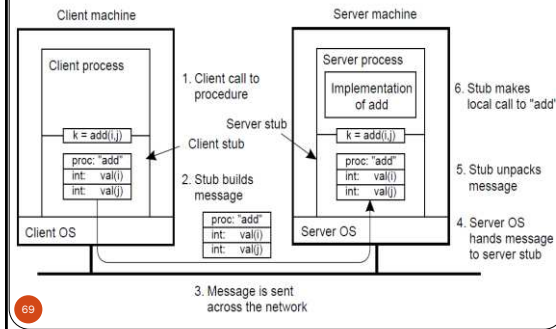 Client machine
Server machine
Client process
1. Client call to
procedure
Server process
Implementation
of add
6. Stub makes
local call to "add"
Server stub
k = add(i,j)
Client stub
k = add(i,j)
proc: "add"
int: val(i)
int: val(j)
2. Stub builds
message
proc: "add"
int: val(i)
int: val(j)
5. Stub unpacks
message
proc: "add"
int: val(i)
int: val(j)
Client OS
Server OS
4. Server OS
hands message
to server stub
3. Message is sent
across the network
69